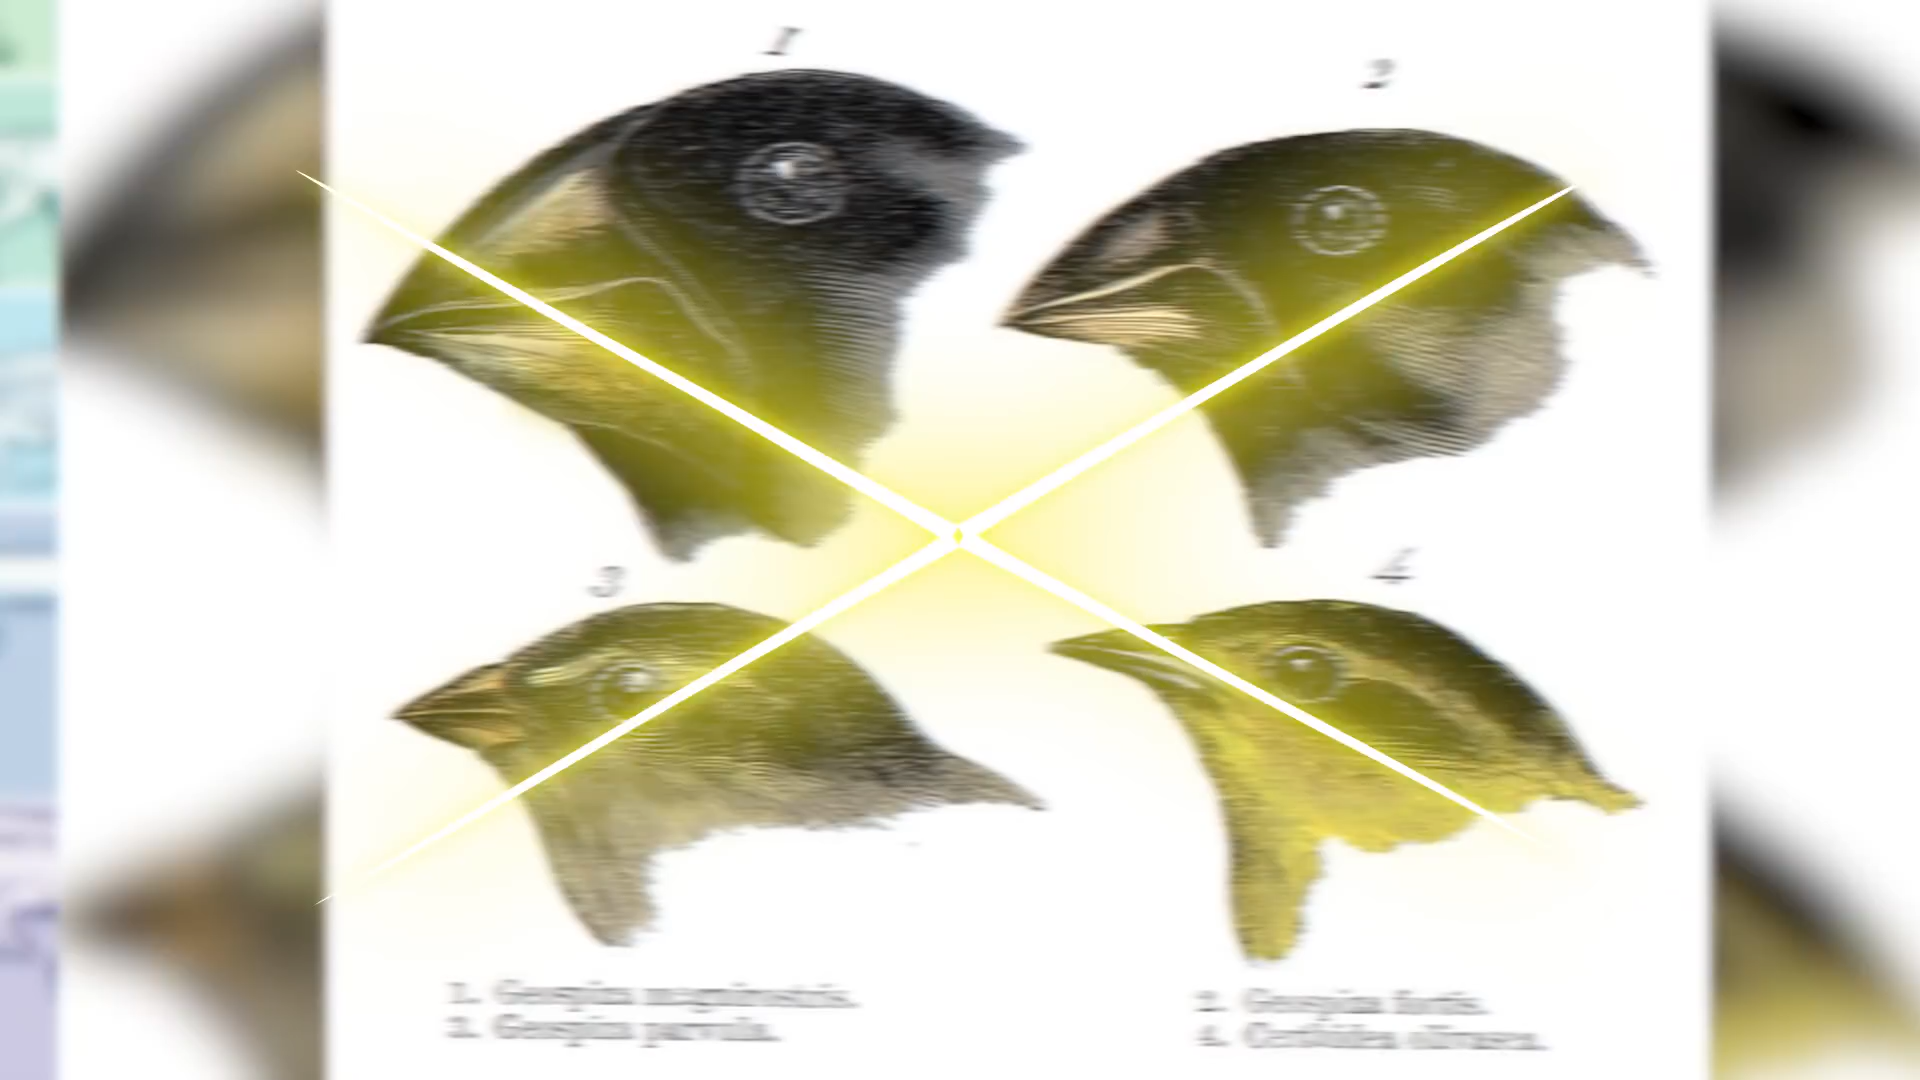 1
2
3
4
1. Geospiza magnirostris.
2. Geospiza fortis.
3. Geospiza parvula.
4. Certhidea olivasea.